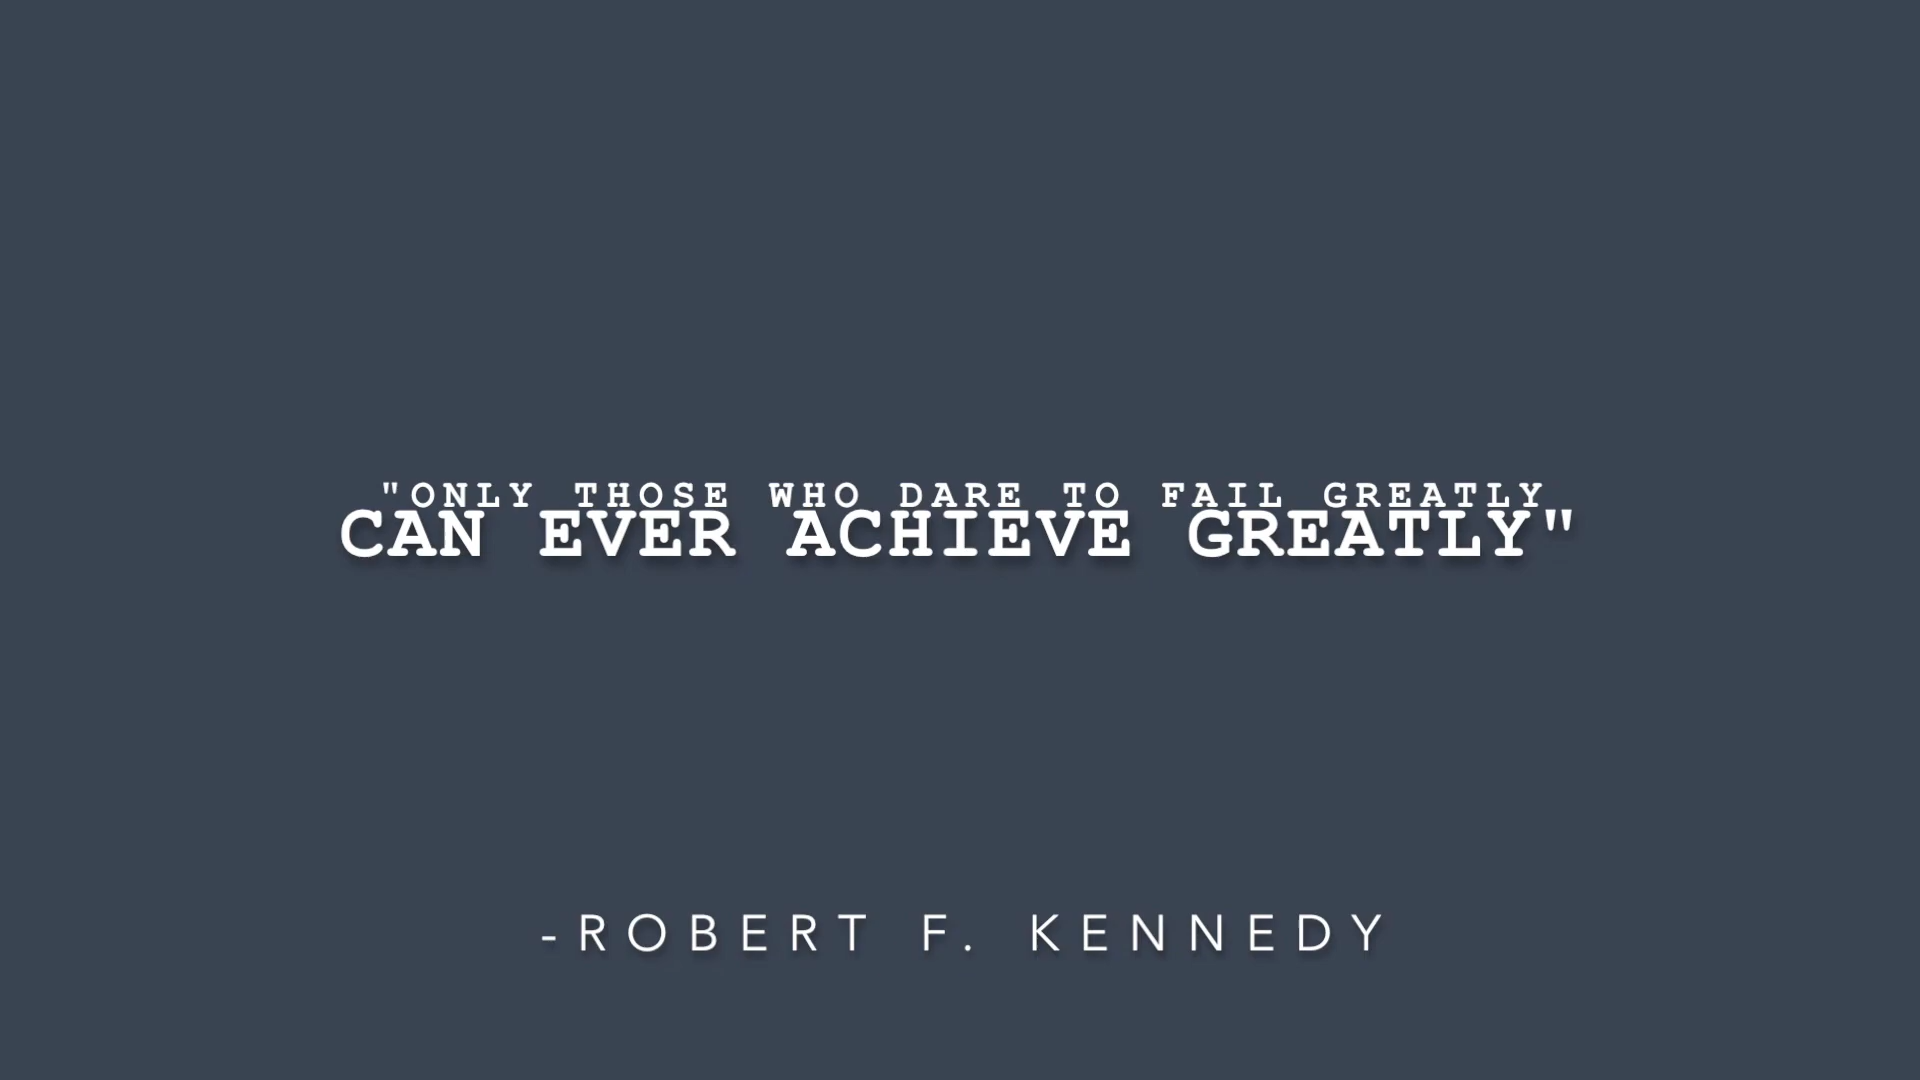 "ONLY THOSE WHO DARE TO FAIL GREATLY
CAN EVER ACHIEVE GREATLY"
-ROBERT F. KENNEDY